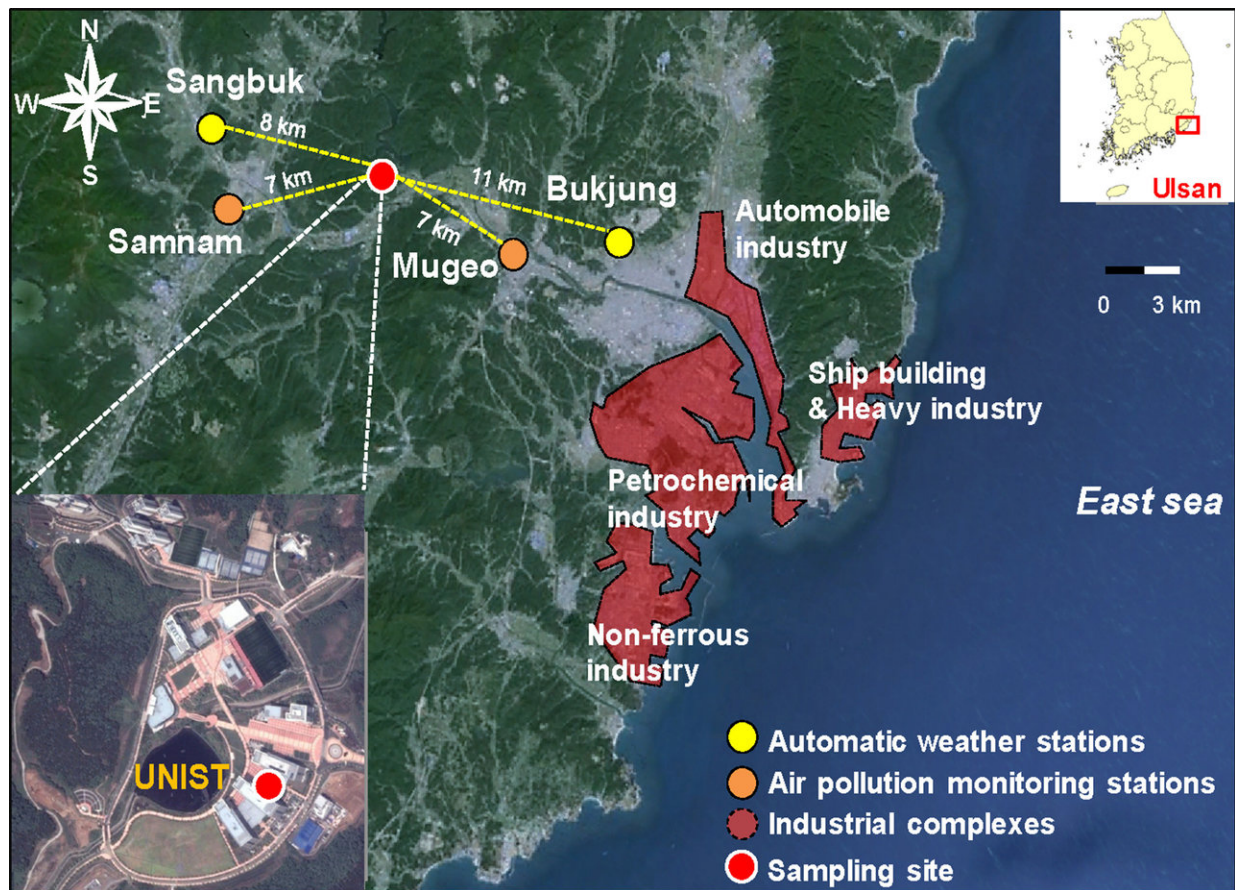 N
W
E
S
Sangbuk
8 km
7 km
Samnam
11 km
7 km
Mugeo
Bukjung
Ulsan
0 3 km
Automobile
industry
Ship building
& Heavy industry
Petrochemical
industry
Non-ferrous
industry
East sea
UNIST
Automatic weather stations
Air pollution monitoring stations
Industrial complexes
Sampling site